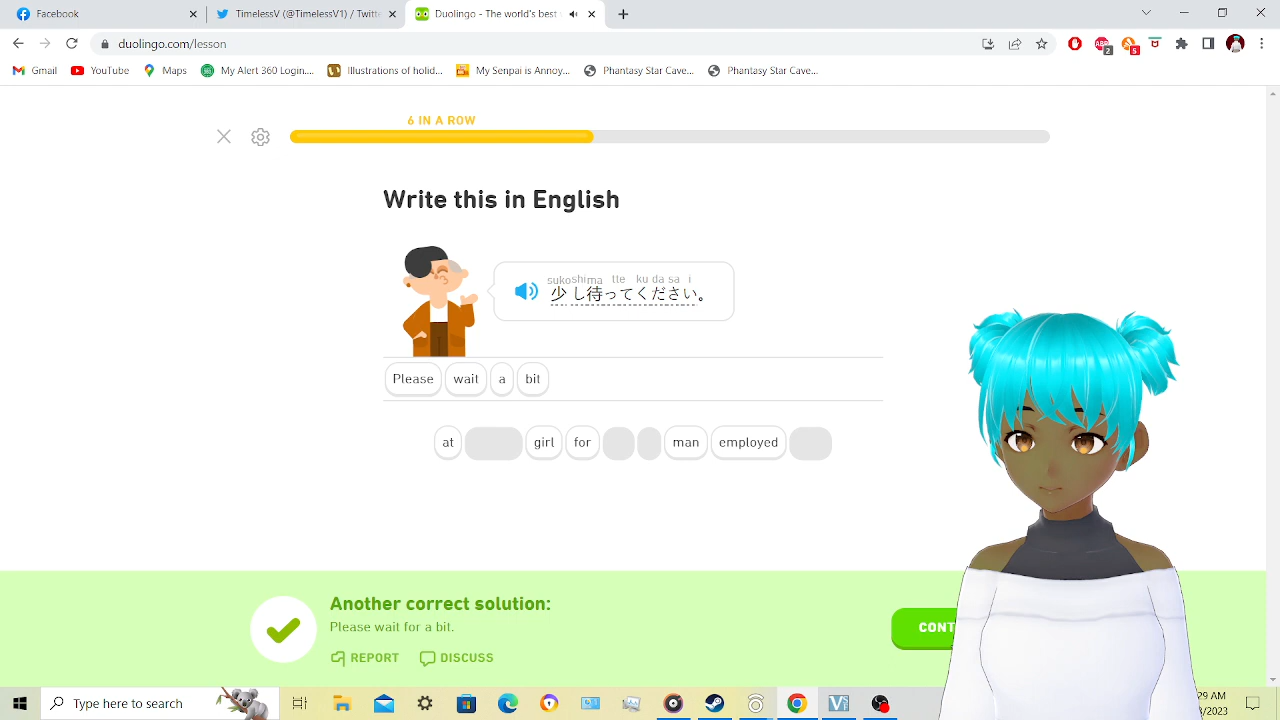 Facebook
TimelessV (@TimelessV1) / Twitte
Duolingo - The world's best
duolingo.com/lesson
2
5
Gmail
YouTube
Maps
My Alert 360 Login...
Illustrations of holid...
My Senpai is Annoy...
Phantasy Star Cave...
Phantasy Star Cave...
6 IN A ROW
Write this in English
sukoshima tte ku da sa i
少し待ってください。
Please wait a bit
at girl for man employed
Another correct solution:
Please wait for a bit.
REPORT DISCUSS
CONT
Type here to search
29 AM
/2023